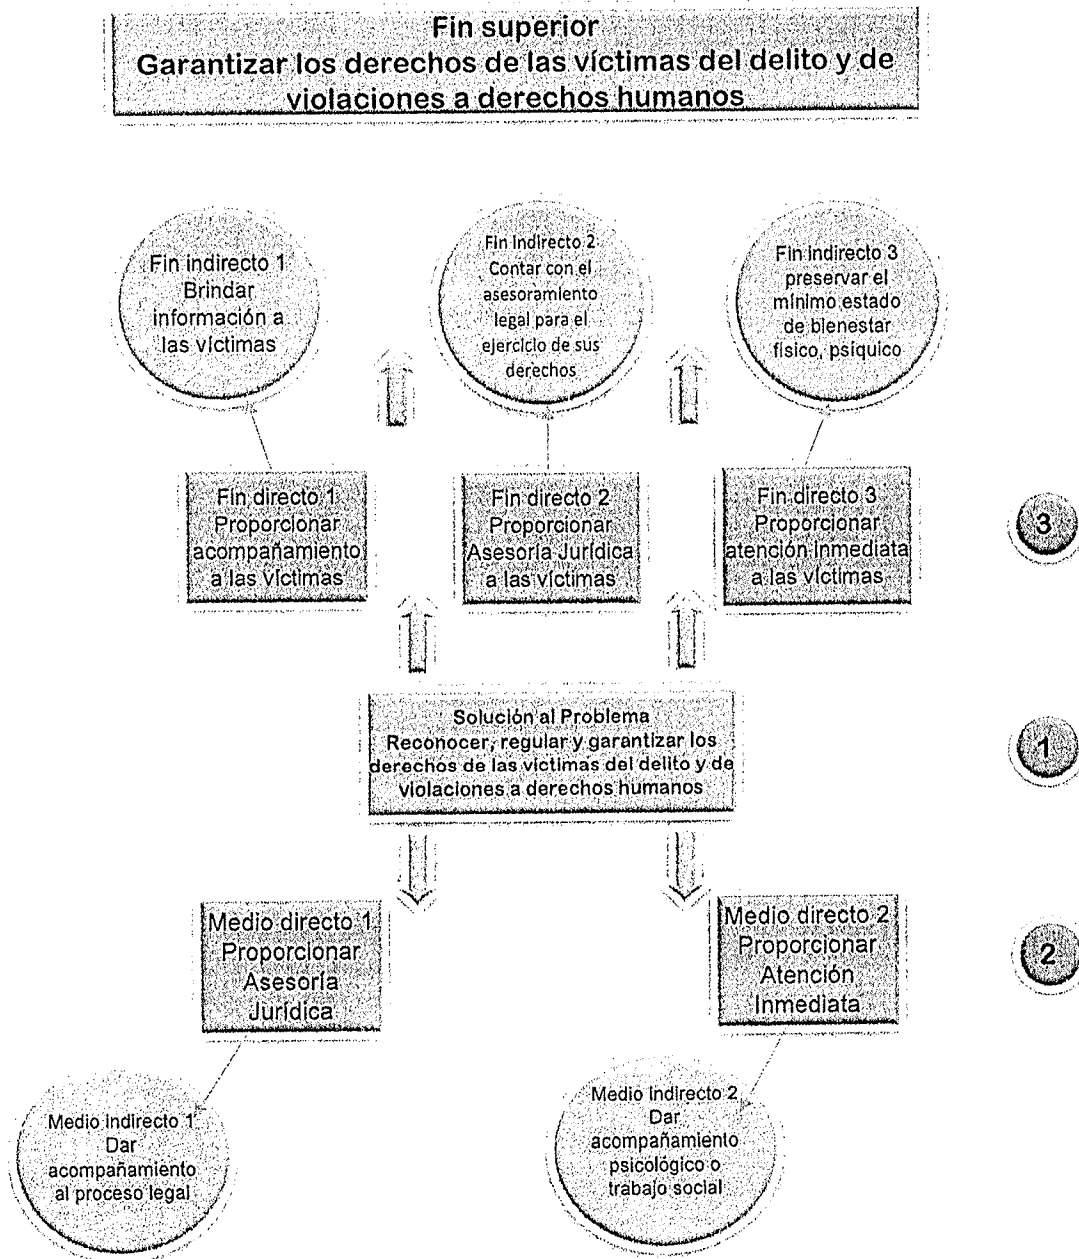 Fin superior
Garantizar los derechos de las víctimas del delito y de
violaciones a derechos humanos
Fin indirecto 1
Brindar
información a
las víctimas
Fin indirecto 2
Contar con el
asesoramiento
legal para el
ejercicio de sus
derechos
Fin indirecto 3
preservar el
mínimo estado
de bienestar
físico, psíquico
Fin directo 1
Proporcionar
acompañamiento
a las víctimas
Fin directo 2
Proporcionar
Asesoría Jurídica
a las víctimas
Fin directo 3
Proporcionar
atención inmediata
a las víctimas
3
Solución al Problema
Reconocer, regular y garantizar los
derechos de las víctimas del delito y de
violaciones a derechos humanos
1
Medio directo 1
Proporcionar
Asesoría
Jurídica
Medio directo 2
Proporcionar
Atención
Inmediata
2
Medio indirecto 1
Dar
acompañamiento
al proceso legal
Medio indirecto 2
Dar
acompañamiento
psicológico o
trabajo social